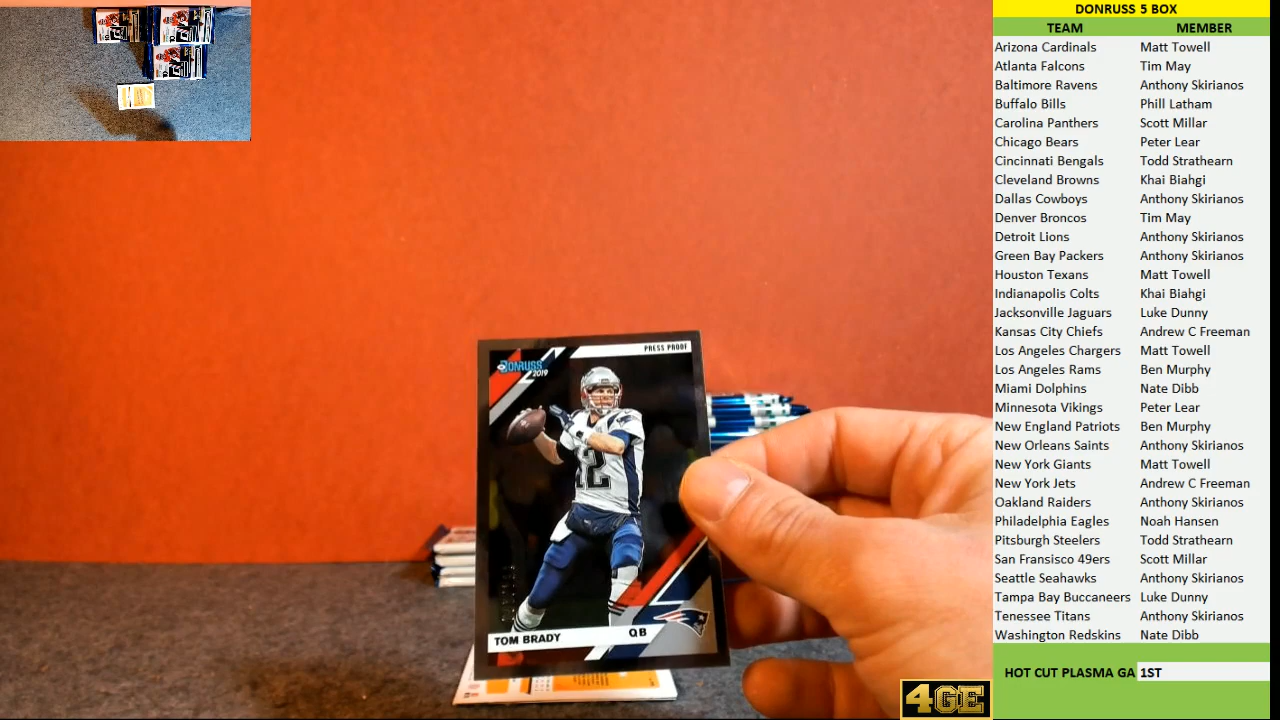 DONRUSS 5 BOX
TEAM MEMBER
Arizona Cardinals Matt Towell
Atlanta Falcons Tim May
Baltimore Ravens Anthony Skirianos
Buffalo Bills Phill Latham
Carolina Panthers Scott Millar
Chicago Bears Peter Lear
Cincinnati Bengals Todd Strathearn
Cleveland Browns Khai Biahgi
Dallas Cowboys Anthony Skirianos
Denver Broncos Tim May
Detroit Lions Anthony Skirianos
Green Bay Packers Anthony Skirianos
Houston Texans Matt Towell
Indianapolis Colts Khai Biahgi
Jacksonville Jaguars Luke Dunny
Kansas City Chiefs Andrew C Freeman
Los Angeles Chargers Matt Towell
Los Angeles Rams Ben Murphy
Miami Dolphins Nate Dibb
Minnesota Vikings Peter Lear
New England Patriots Ben Murphy
New Orleans Saints Anthony Skirianos
New York Giants Matt Towell
New York Jets Andrew C Freeman
Oakland Raiders Anthony Skirianos
Philadelphia Eagles Noah Hansen
Pitsburgh Steelers Todd Strathearn
San Fransisco 49ers Scott Millar
Seattle Seahawks Anthony Skirianos
Tampa Bay Buccaneers Luke Dunny
Tenessee Titans Anthony Skirianos
Washington Redskins Nate Dibb
HOT CUT PLASMA GA 1ST
4GE
PRESS PROOF
DONRUSS
2019
12
TOM BRADY QB